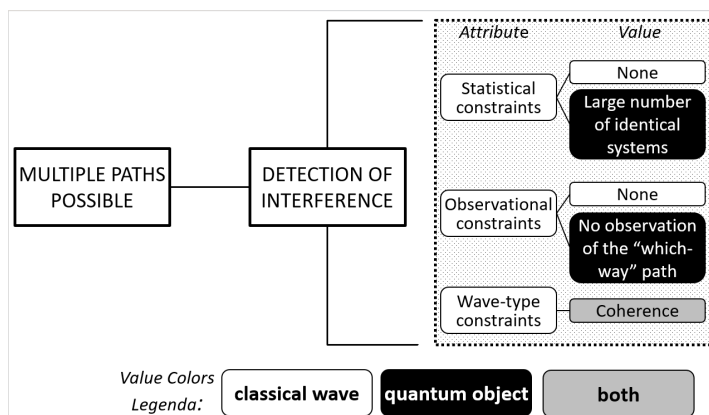 Attribute Value
None
Statistical
constraints
Large number
of identical
systems
MULTIPLE PATHS
POSSIBLE
DETECTION OF
INTERFERENCE
None
Observational
constraints
No observation
of the “which-
way” path
Wave-type
constraints
Coherence
Value Colors
Legenda:
classical wave
quantum object
both